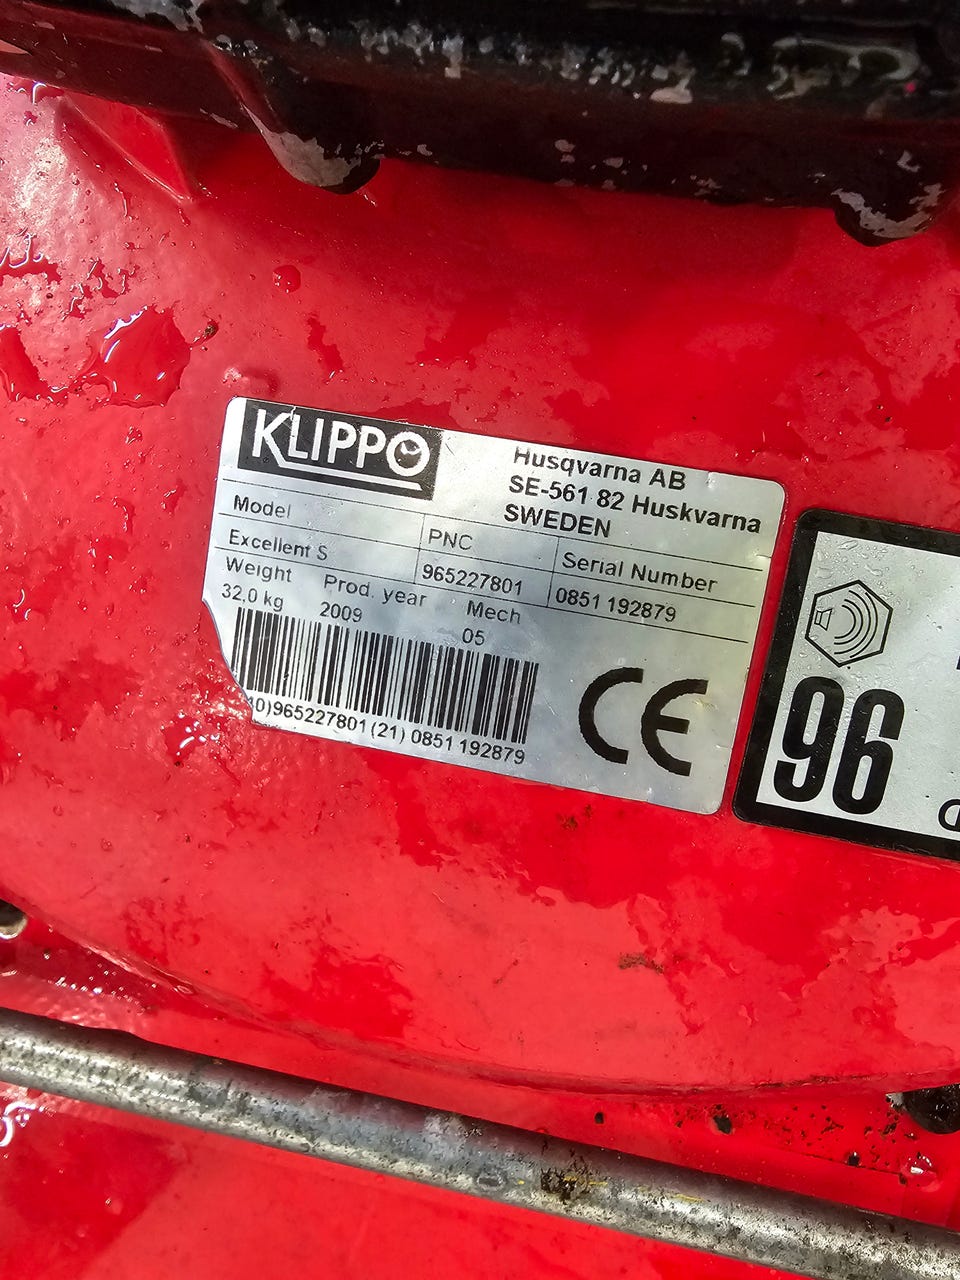 KLIPPO
Husqvarna AB
SE-561 82 Huskvarna
SWEDEN
Model PNC Serial Number
Excellent S 965227801 0851 192879
Weight Prod. year Mech
32,0 kg 2009 05
0)965227801(21) 0851 192879
CE
96